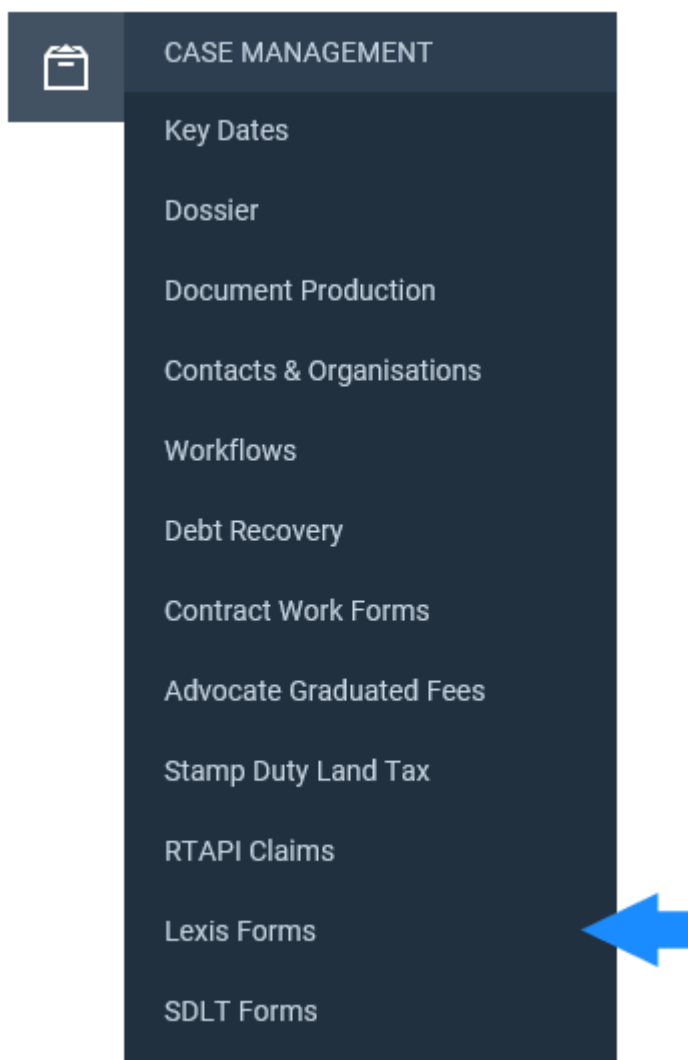 CASE MANAGEMENT
Key Dates
Dossier
Document Production
Contacts & Organisations
Workflows
Debt Recovery
Contract Work Forms
Advocate Graduated Fees
Stamp Duty Land Tax
RTAPI Claims
Lexis Forms
SDLT Forms